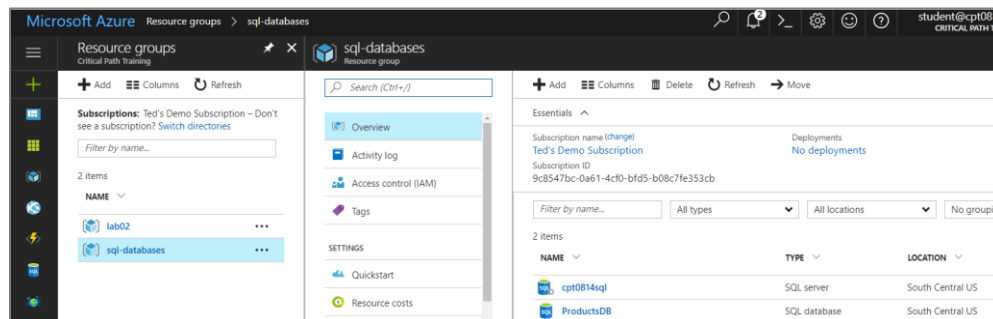 Microsoft Azure Resource groups > sql-databases
2
student@cpt08
CRITICAL PATH T
Resource groups
Critical Path Training
Add Columns Refresh
Subscriptions: Ted's Demo Subscription – Don't
see a subscription? Switch directories
Filter by name...
2 items
NAME
lab02
sql-databases
sql-databases
Resource group
Search (Ctrl+/)
Overview
Activity log
Access control (IAM)
Tags
SETTINGS
Quickstart
Resource costs
Add Columns Delete Refresh Move
Essentials
Subscription name (change)
Ted's Demo Subscription
Subscription ID
9c8547bc-0a61-4cf0-bfd5-b08c7fe353cb
Deployments
No deployments
Filter by name... All types All locations No groupi
2 items
NAME TYPE LOCATION
cpt0814sql SQL server South Central US
ProductsDB SQL database South Central US